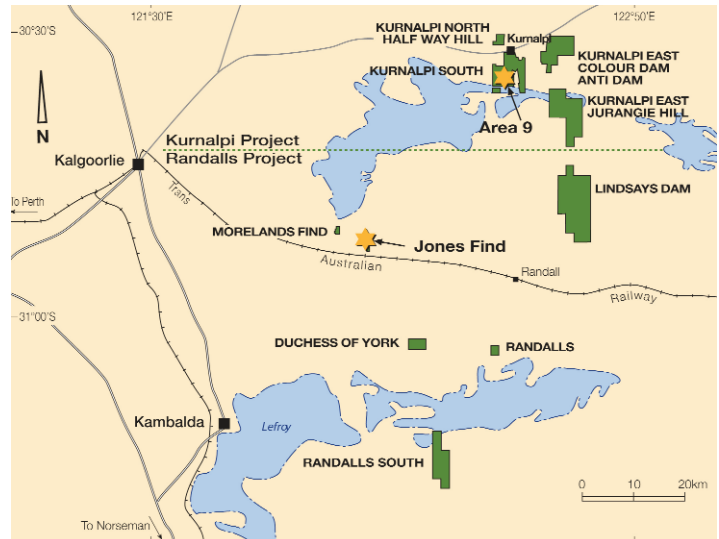 121°30'
122°50'
30°30'S
KURNALPI NORTH
HALF WAY HILL
Kurnalpi
KURNALPI EAST
COLOUR DAM
ANTI DAM
KURNALPI SOUTH
KURNALPI EAST
JURANGIE HILL
Area 9
N
Kurnalpi Project
Randalls Project
Kalgoorlie
LINDSAYS DAM
To Perth
Trans
MORELANDS FIND
Jones Find
Australian
Randall
Railway
31°00'S
DUCHESS OF YORK
RANDALLS
Kambalda
Lefroy
RANDALLS SOUTH
0 10 20km
To Norseman